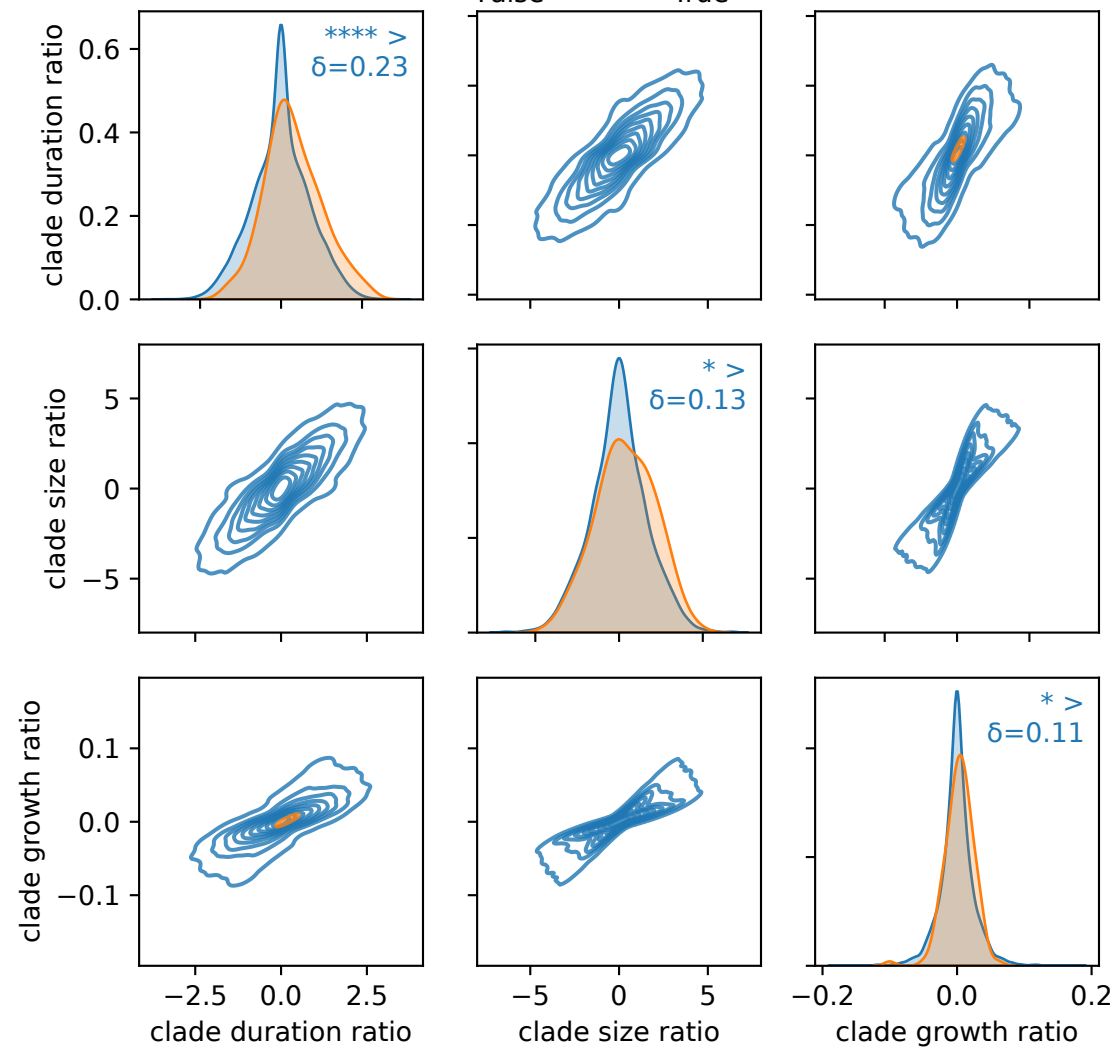 clade duration ratio
0.6
0.4
0.2
0.0
**** >
δ=0.23
clade size ratio
5
0
−5
* >
δ=0.13
clade growth ratio
0.1
0.0
−0.1
* >
δ=0.11
−2.5 0.0 2.5
−5 0 5
−0.2 0.0 0.2
clade duration ratio
clade size ratio
clade growth ratio